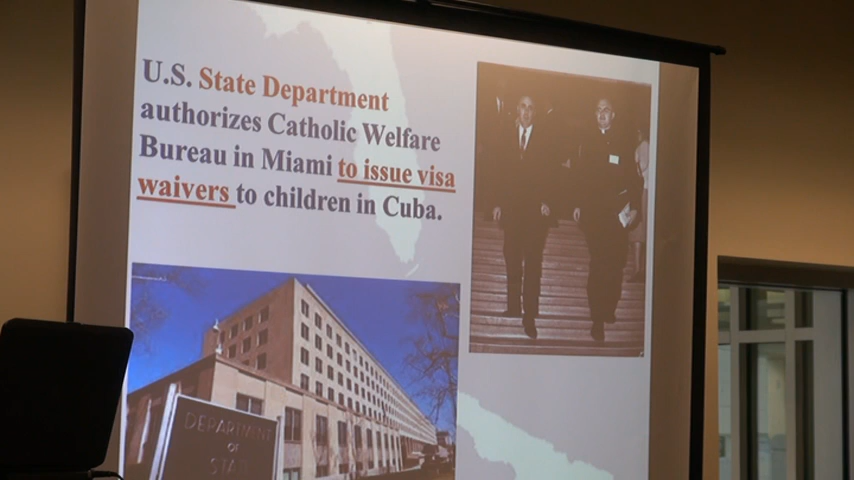 U.S. State Department
authorizes Catholic Welfare
Bureau in Miami to issue visa
waivers to children in Cuba.
DEPARTMENT
OF
STATE